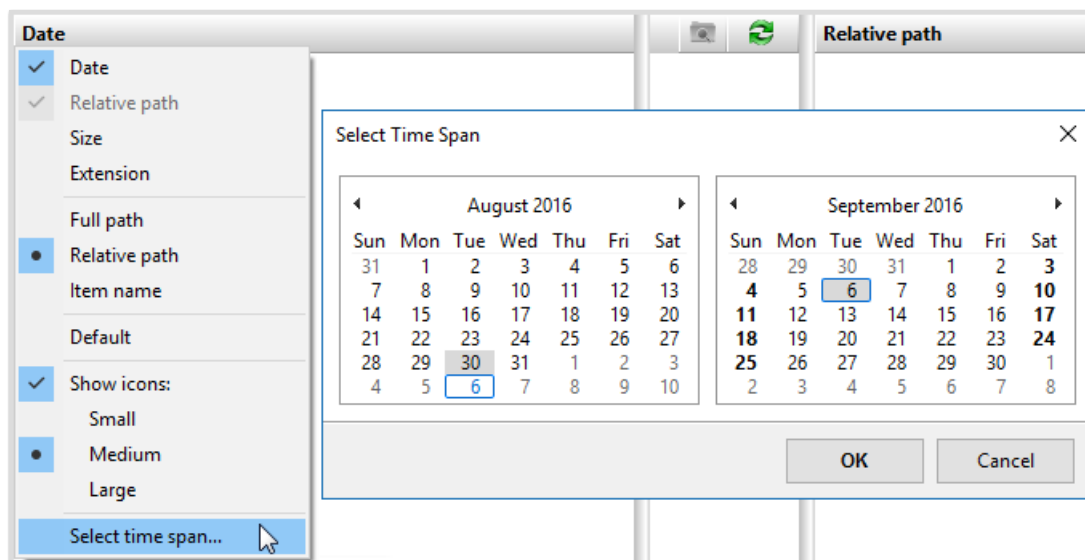 Date
Relative path
Date
Relative path
Size
Extension
Full path
Relative path
Item name
Default
Show icons:
Small
Medium
Large
Select time span...
Select Time Span
August 2016
Sun Mon Tue Wed Thu Fri Sat
31 1 2 3 4 5 6
7 8 9 10 11 12 13
14 15 16 17 18 19 20
21 22 23 24 25 26 27
28 29 30 31 1 2 3
4 5 6 7 8 9 10
September 2016
Sun Mon Tue Wed Thu Fri Sat
28 29 30 31 1 2 3
4 5 6 7 8 9 10
11 12 13 14 15 16 17
18 19 20 21 22 23 24
25 26 27 28 29 30 1
2 3 4 5 6 7 8
OK Cancel